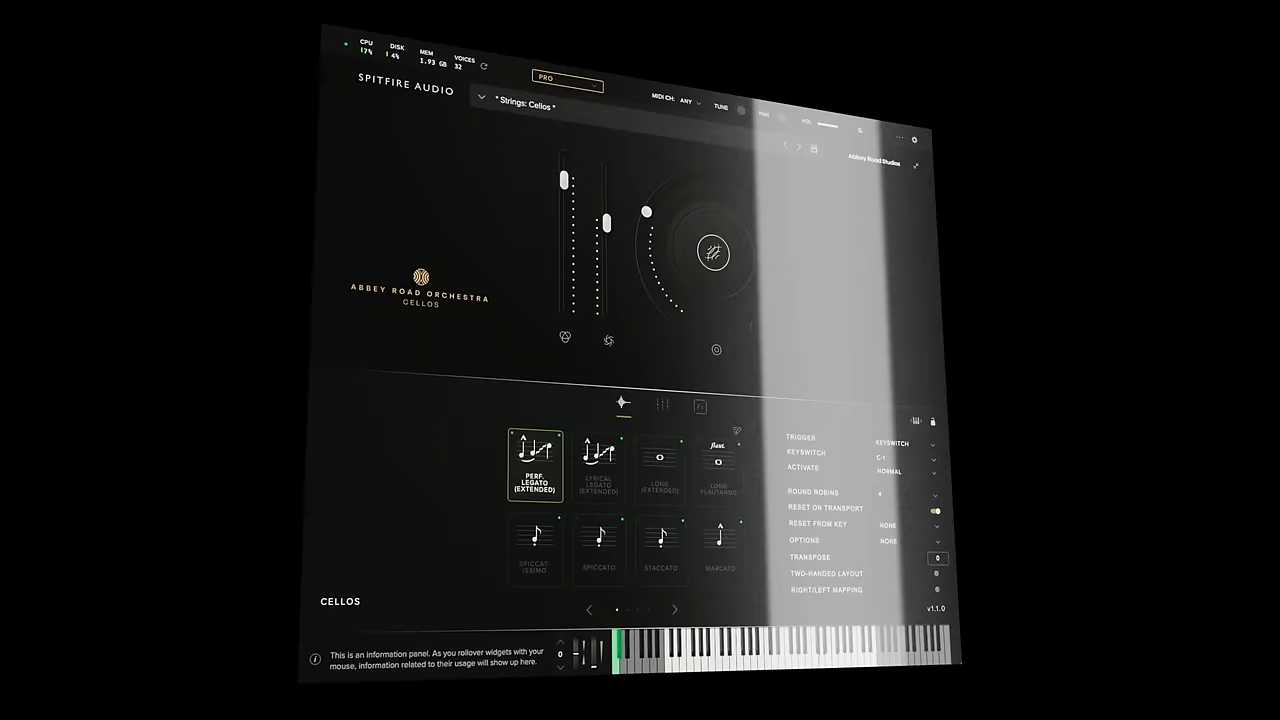 CPU
7%
DISK
4%
MEM
1.93 GB
VOICES
32
PRO
MIDI CH: ANY
TUNE
PAN
VOL
SPITFIRE AUDIO
* Strings: Cellos *
Abbey Road Studios
ABBEY ROAD ORCHESTRA
CELLOS
PERF.
LEGATO
(EXTENDED)
LYRICAL
LEGATO
(EXTENDED)
LONG
(EXTENDED)
flaut.
LONG
FLAUTANDO
SPICCAT-
ISSIMO
SPICCATO
STACCATO
MARCATO
TRIGGER KEYSWITCH
KEYSWITCH C-1
ACTIVATE NORMAL
ROUND ROBINS 4
RESET ON TRANSPORT
RESET FROM KEY NONE
OPTIONS NONE
TRANSPOSE 0
TWO-HANDED LAYOUT
RIGHT/LEFT MAPPING
CELLOS
v1.1.0
This is an information panel. As you rollover widgets with your
mouse, information related to their usage will show up here.
0